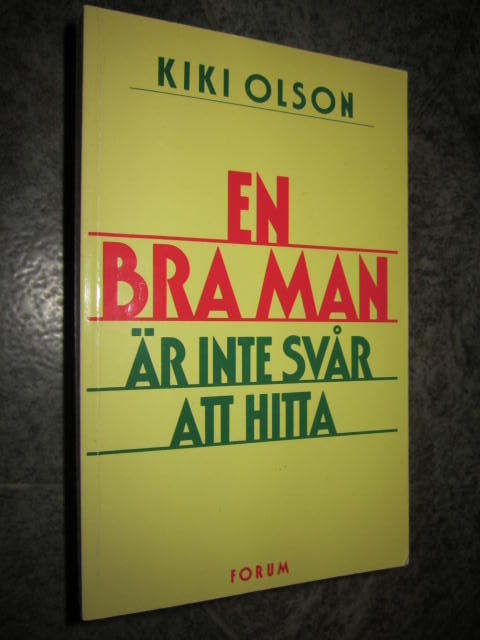 KIKI OLSON
EN
BRA MAN
ÄR INTE SVÅR
ATT HITTA
FORUM